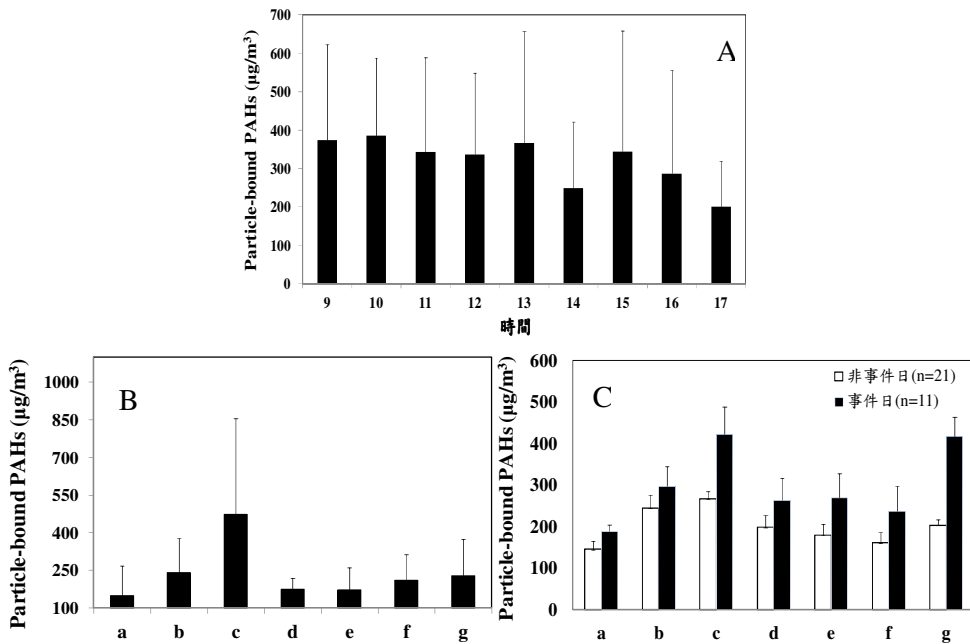 Particle-bound PAHs (μg/m³)
700
600
500
400
300
200
100
0
A
9 10 11 12 13 14 15 16 17
時間
Particle-bound PAHs (μg/m³)
1000
850
700
550
400
250
100
B
a b c d e f g
Particle-bound PAHs (μg/m³)
600
500
400
300
200
100
0
C
非事件日(n=21)
事件日(n=11)
a b c d e f g